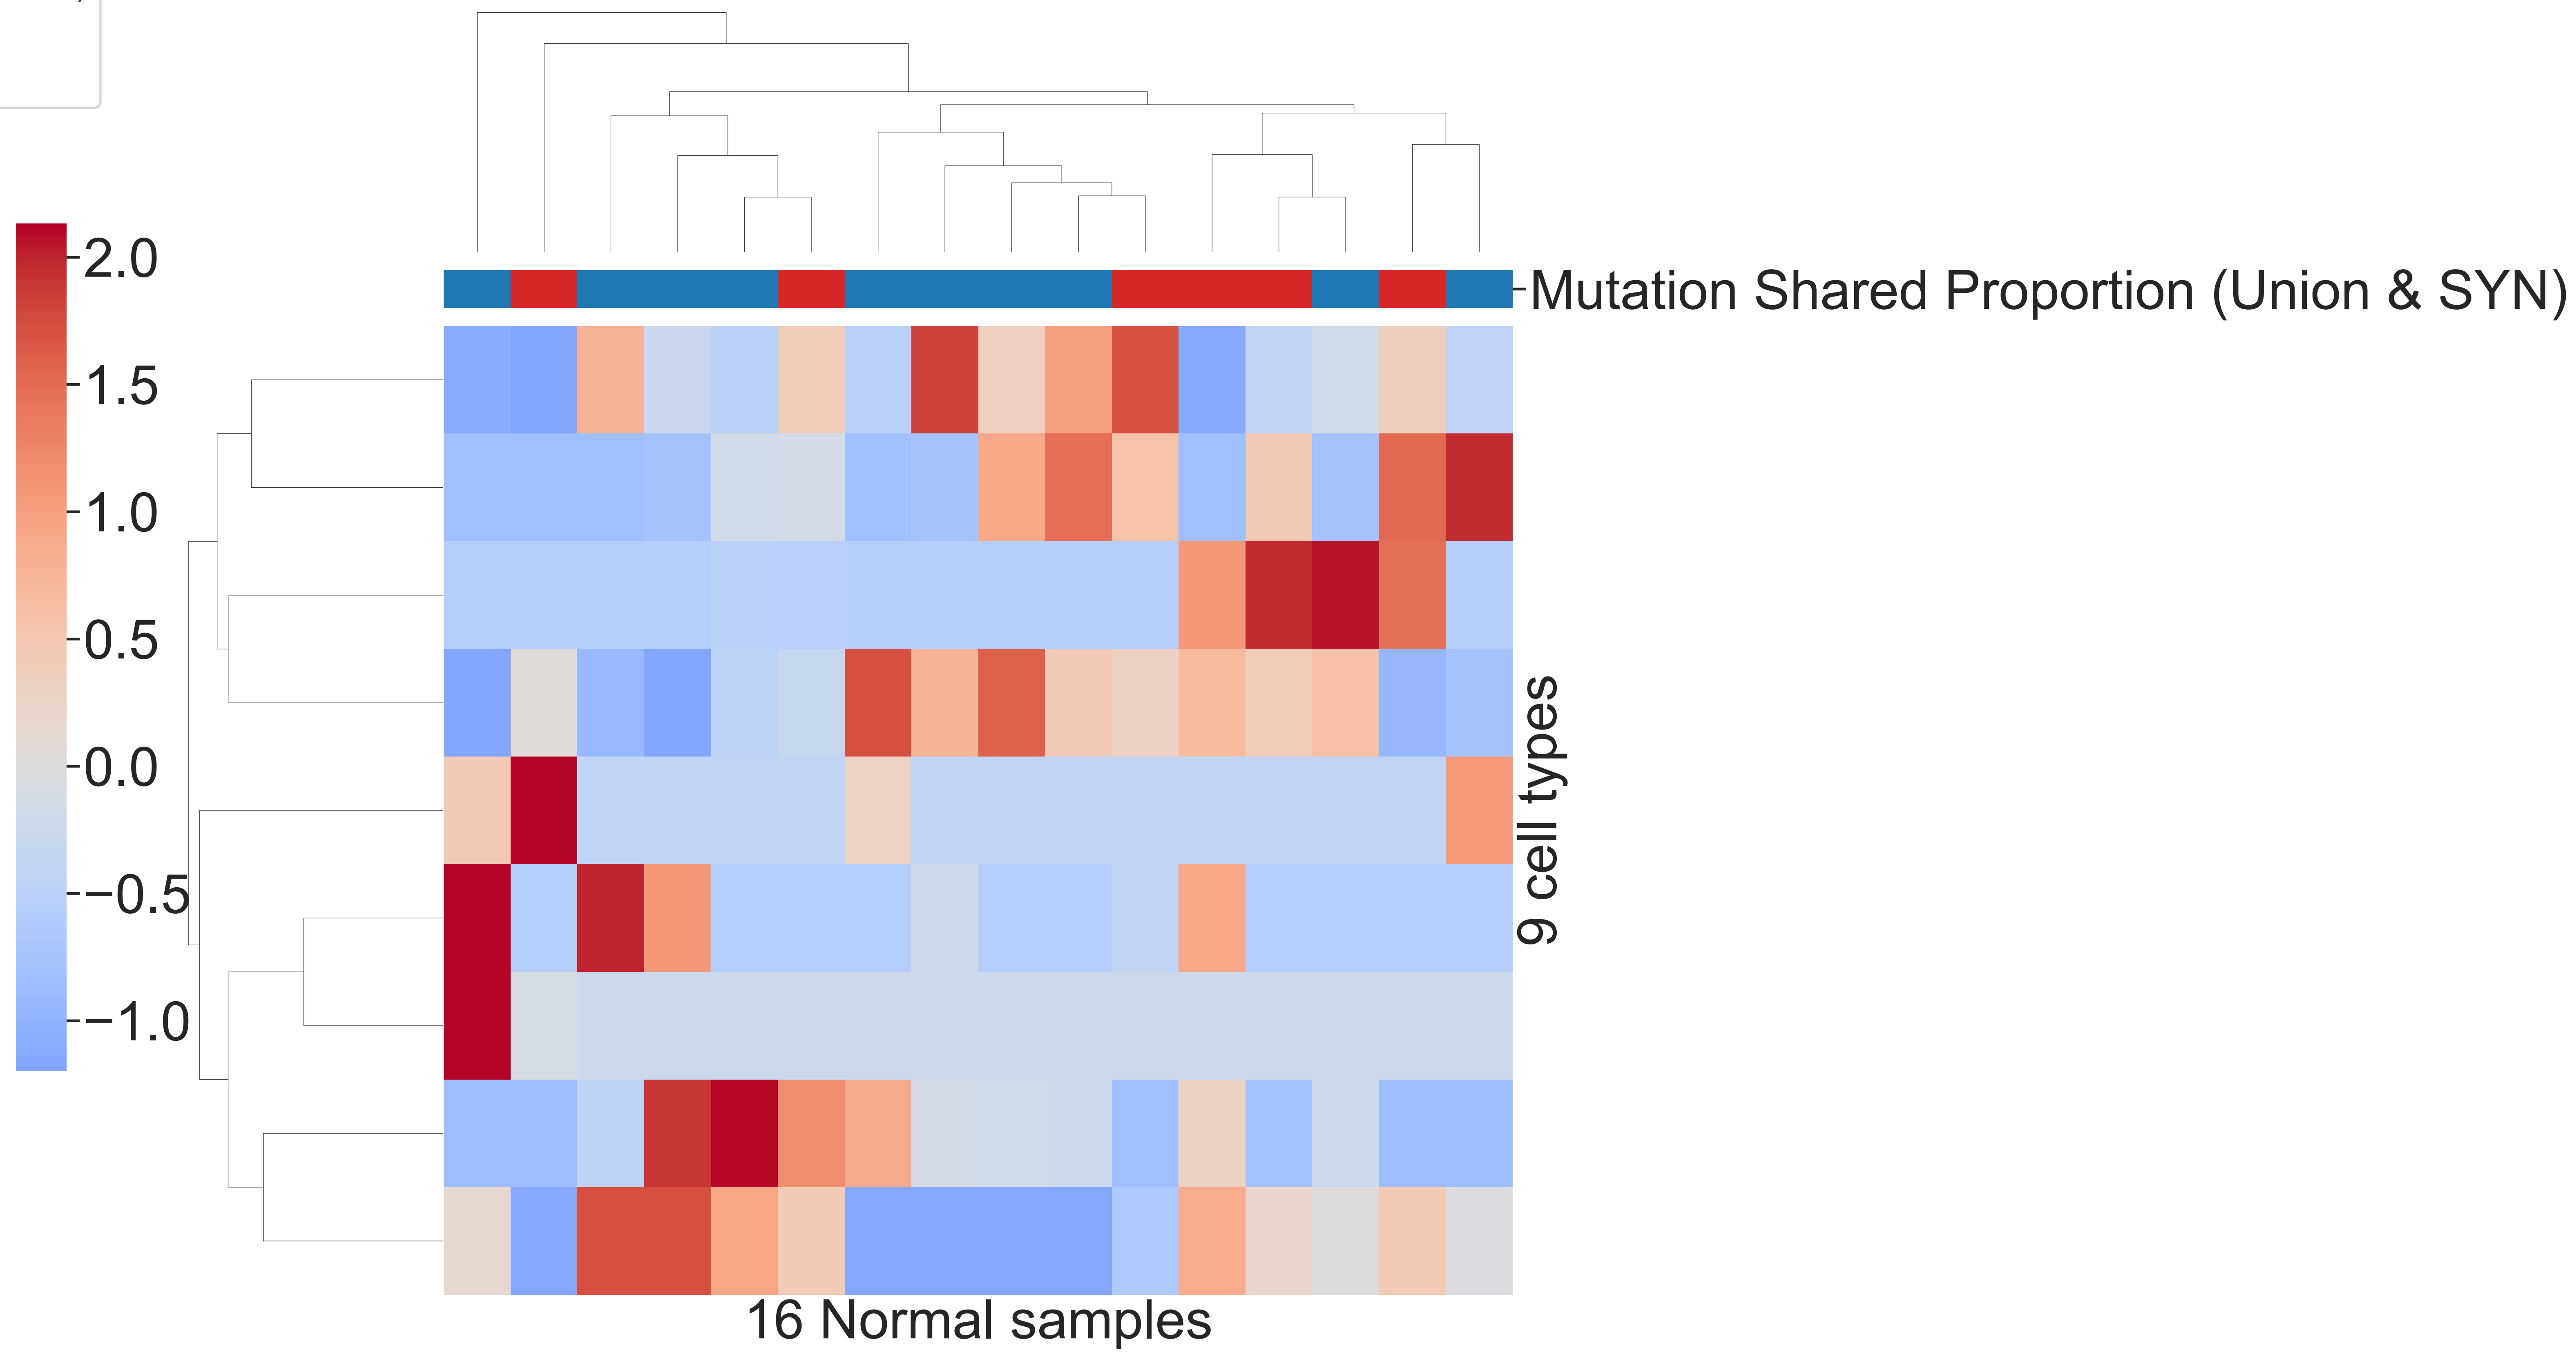 Mutation Shared Proportion (Union & SYN)
2.0
1.5
1.0
0.5
0.0
−0.5
−1.0
9 cell types
16 Normal samples